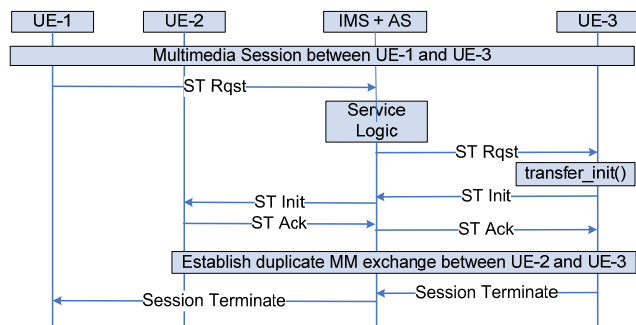 UE-1 UE-2 IMS + AS UE-3
Multimedia Session between UE-1 and UE-3
ST Rqst
Service
Logic
ST Rqst
transfer_init()
ST Init ST Init
ST Ack ST Ack
Establish duplicate MM exchange between UE-2 and UE-3
Session Terminate Session Terminate